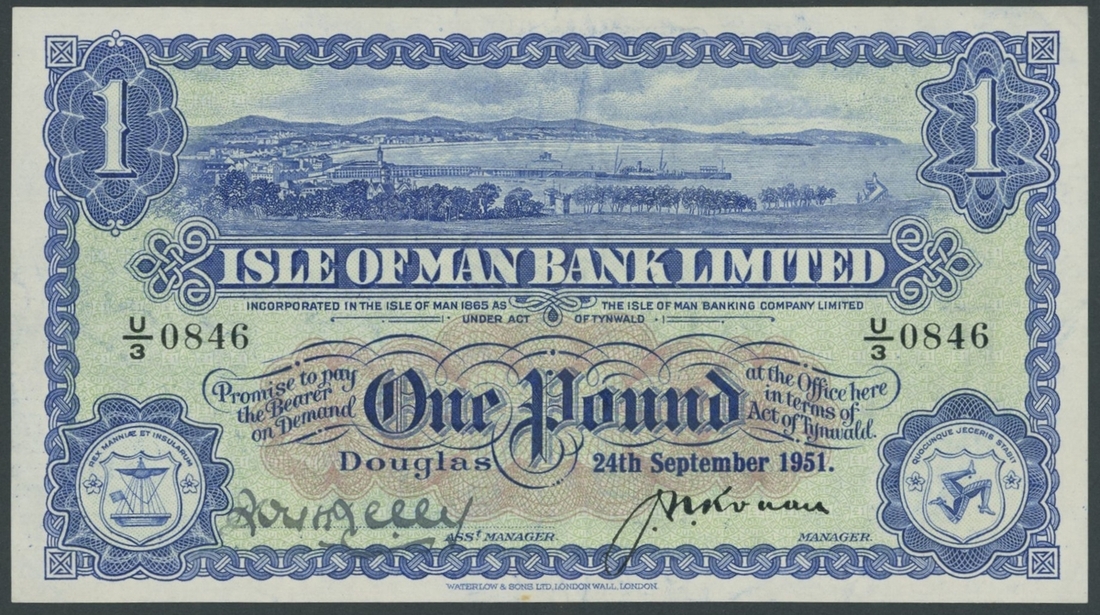 1 1
ISLE OF MAN BANK LIMITED
INCORPORATED IN THE ISLE OF MAN 1865 AS THE ISLE OF MAN BANKING COMPANY LIMITED
UNDER ACT OF TYNWALD
U/3 0846 U/3 0846
Promise to pay
the Bearer
on Demand
One Pound
at the Office here
in terms of
Act of Tynwald.
Douglas 24th September 1951.
REX MANNIÆ ET INSULARUM
QUOCUNQUE JECERIS STABIT
ASST MANAGER. MANAGER.
WATERLOW & SONS LTD, LONDON WALL, LONDON.